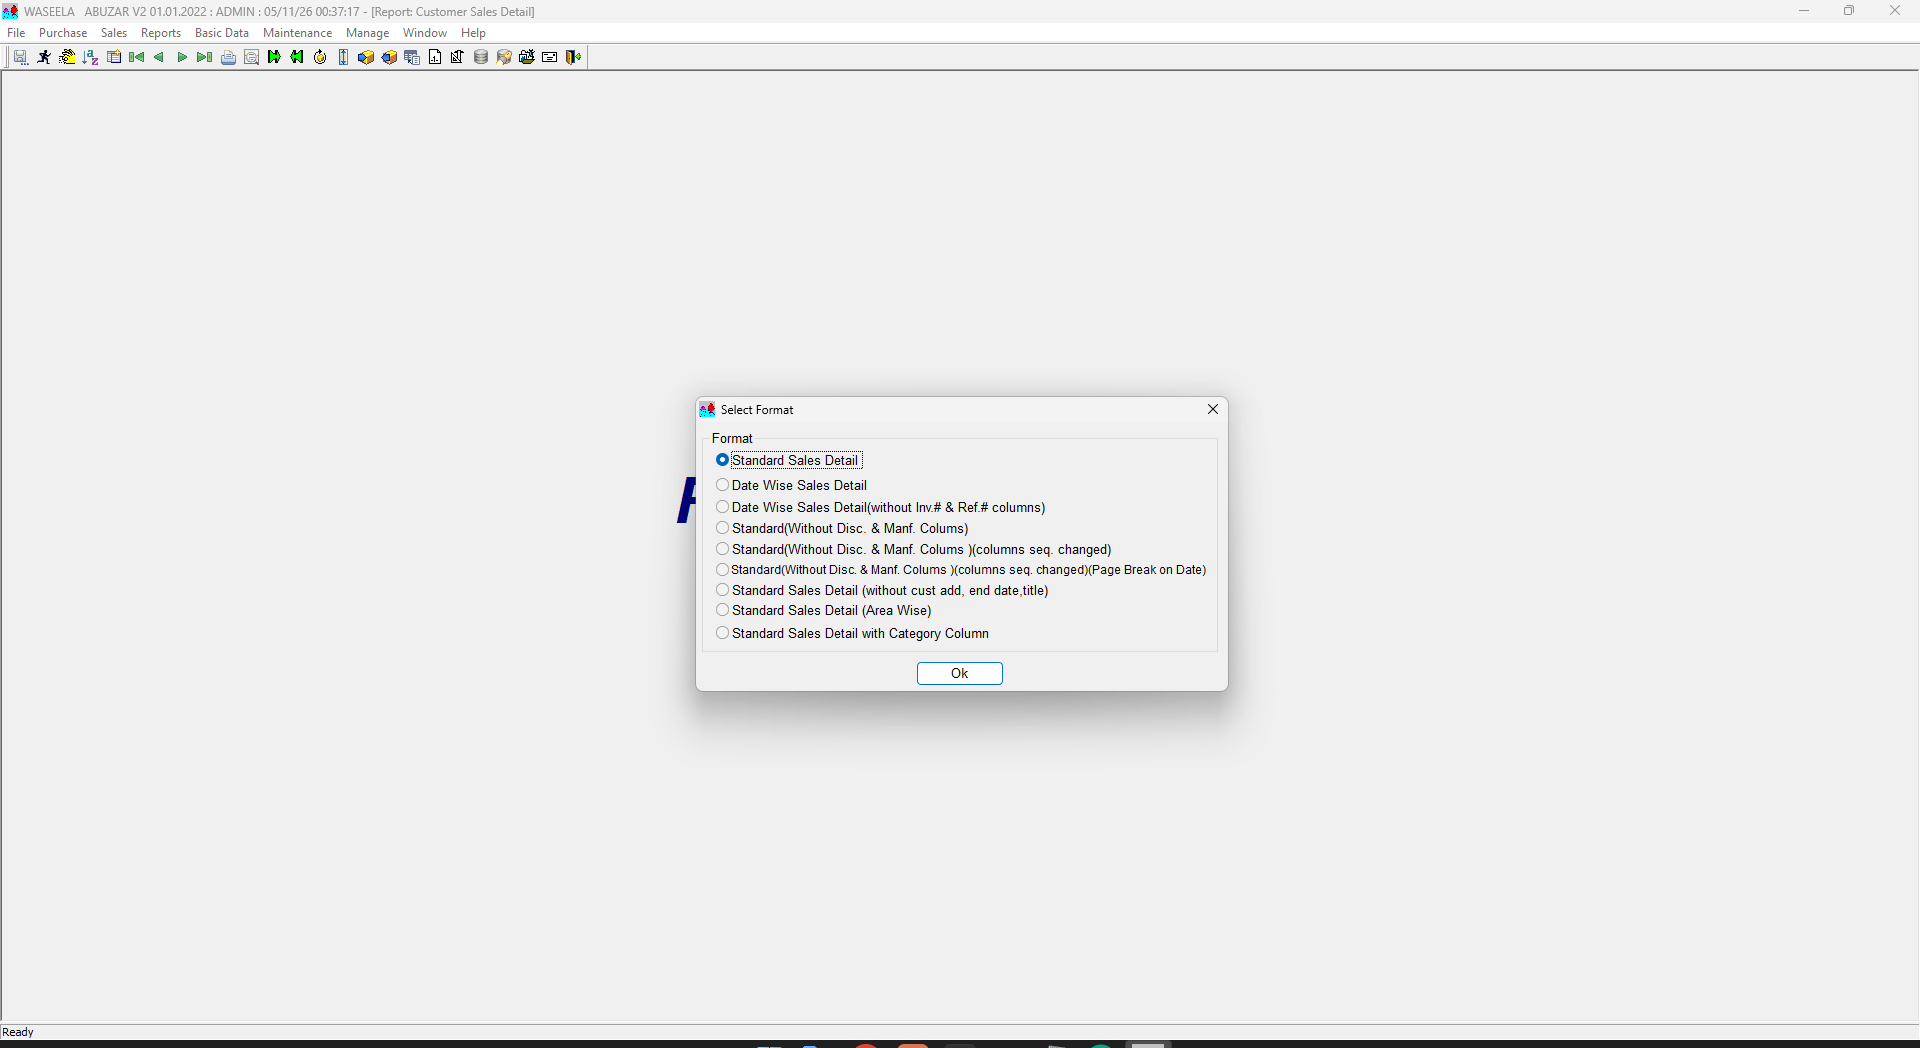 WASEELA   ABUZAR V2 01.01.2022 : ADMIN : 05/11/26 00:37:17 - [Report: Customer Sales Detail]
File Purchase Sales Reports Basic Data Maintenance Manage Window Help
Select Format
Format
Standard Sales Detail
Date Wise Sales Detail
Date Wise Sales Detail(without Inv.# & Ref.# columns)
Standard(Without Disc. & Manf. Colums)
Standard(Without Disc. & Manf. Colums )(columns seq. changed)
Standard(Without Disc. & Manf. Colums )(columns seq. changed)(Page Break on Date)
Standard Sales Detail (without cust add, end date,title)
Standard Sales Detail (Area Wise)
Standard Sales Detail with Category Column
Ok
Ready